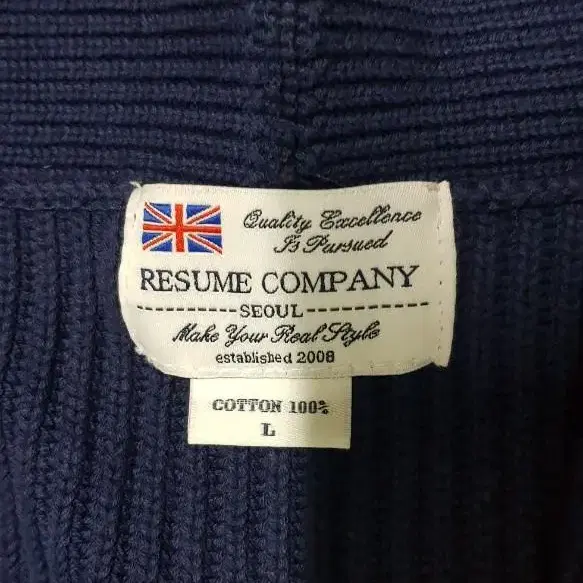 Quality Excellence
Is Pursued
RESUME COMPANY
SEOUL
Make Your Real Style
established 2008
COTTON 100%
L